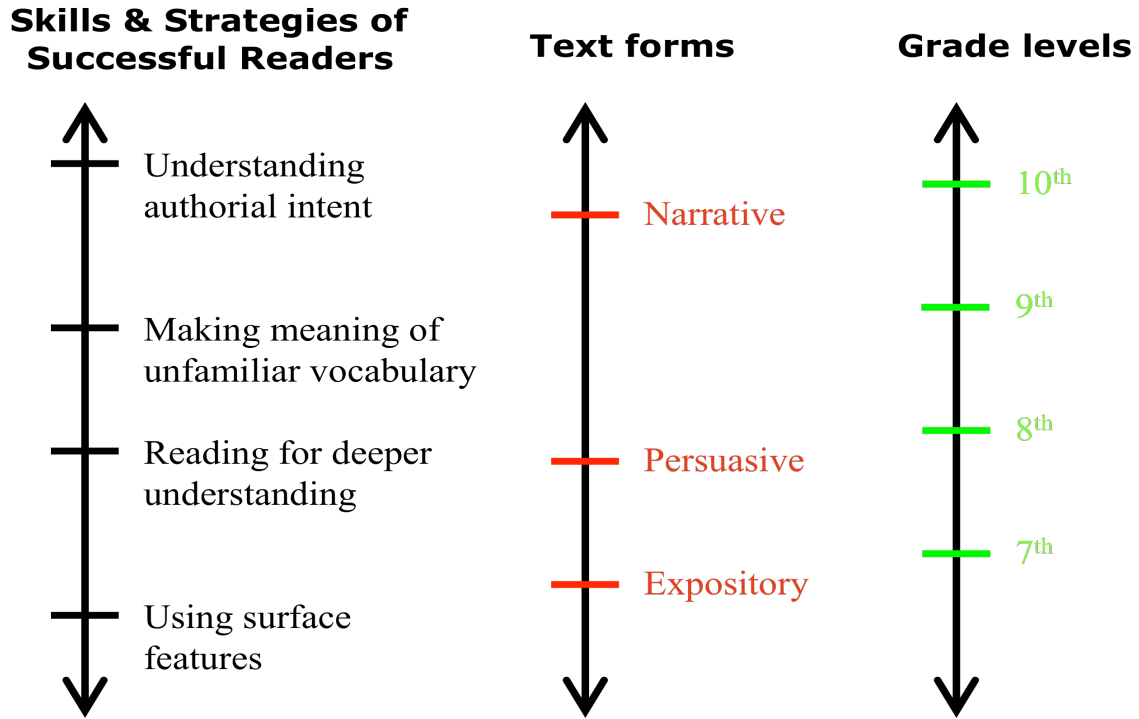 Skills & Strategies of
Successful Readers
Understanding
authorial intent
Making meaning of
unfamiliar vocabulary
Reading for deeper
understanding
Using surface
features
Text forms
Narrative
Persuasive
Expository
Grade levels
10th
9th
8th
7th